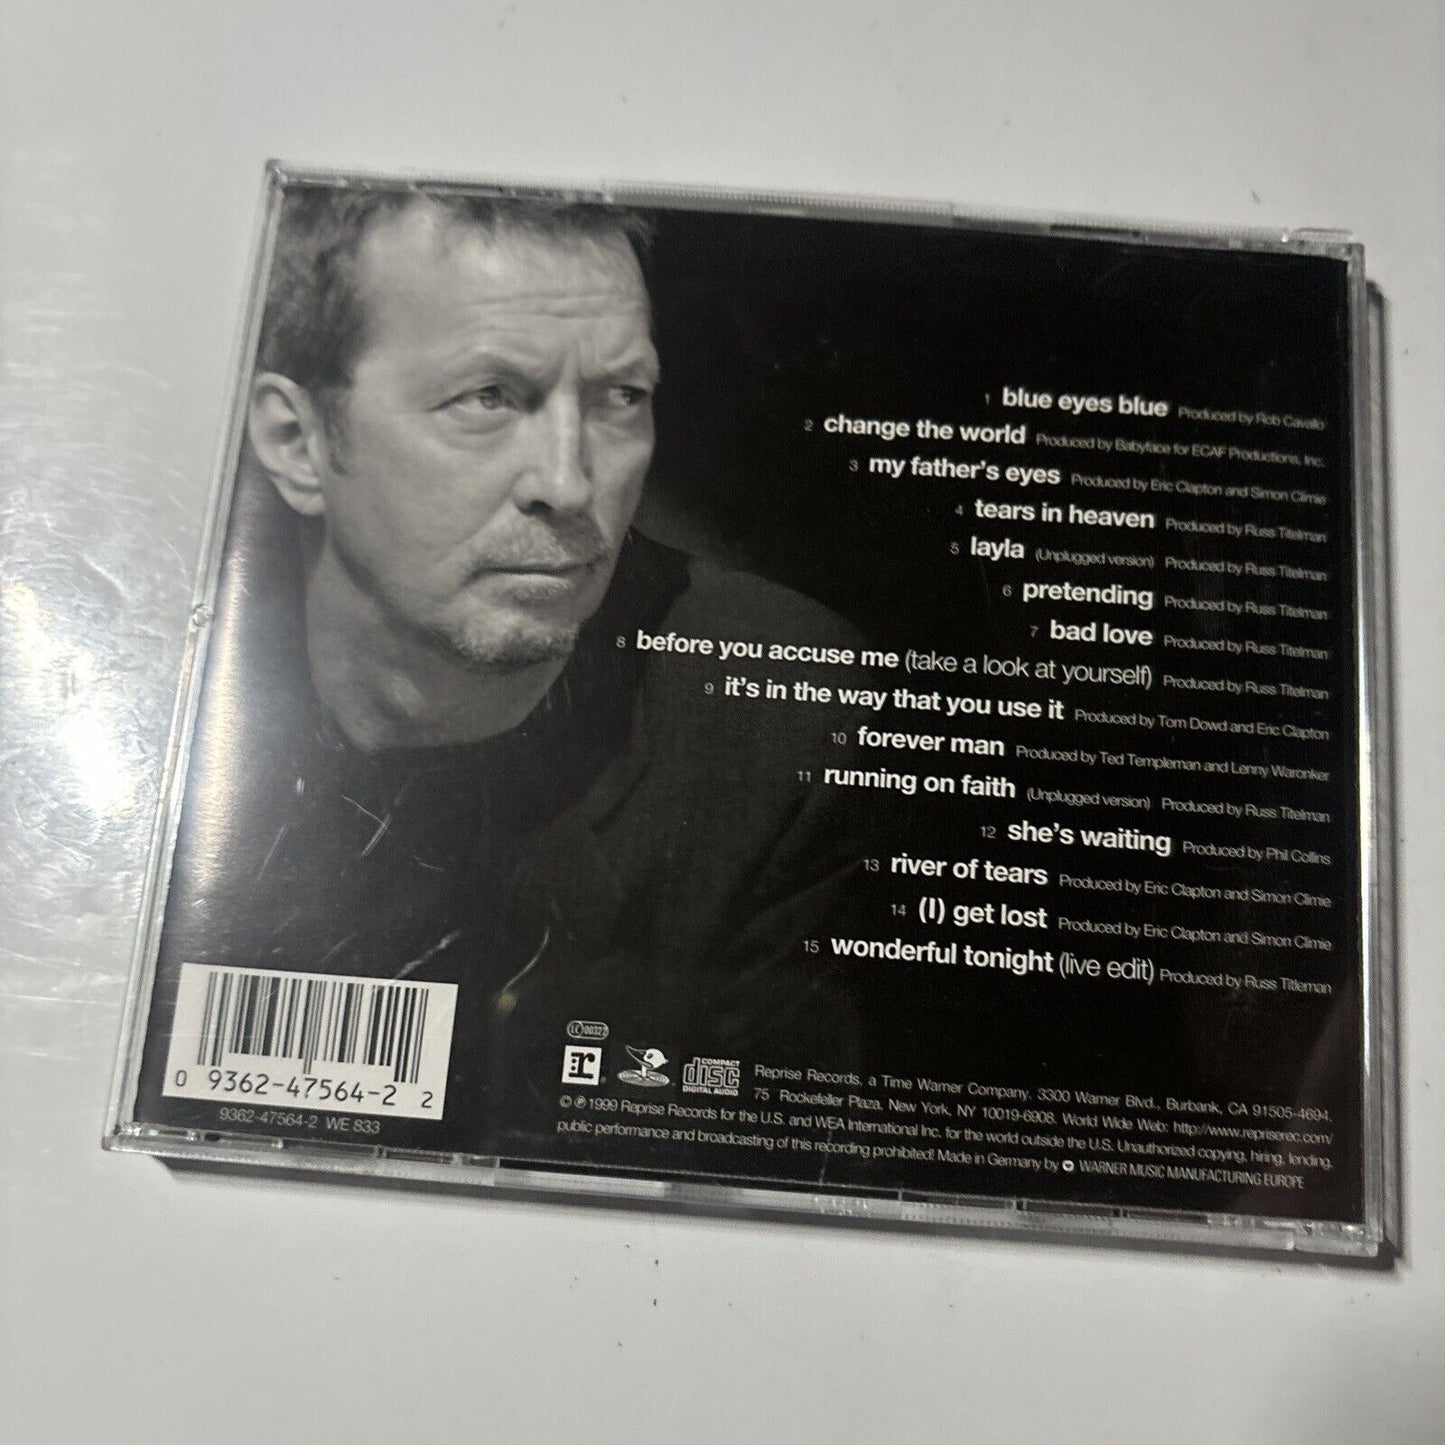 1 blue eyes blue Produced by Rob Cavallo
2 change the world Produced by Babyface for ECAF Productions, Inc.
3 my father's eyes Produced by Eric Clapton and Simon Climie
4 tears in heaven Produced by Russ Titelman
5 layla (Unplugged version) Produced by Russ Titelman
6 pretending Produced by Russ Titelman
7 bad love Produced by Russ Titelman
8 before you accuse me (take a look at yourself) Produced by Russ Titelman
9 it's in the way that you use it Produced by Tom Dowd and Eric Clapton
10 forever man Produced by Ted Templeman and Lenny Waronker
11 running on faith (Unplugged version) Produced by Russ Titelman
12 she's waiting Produced by Phil Collins
13 river of tears Produced by Eric Clapton and Simon Climie
14 (I) get lost Produced by Eric Clapton and Simon Climie
15 wonderful tonight (live edit) Produced by Russ Titleman
0 9362-47564-2 2
9362-47564-2 WE 833
LC 00322
r
COMPACT
disc
DIGITAL AUDIO
Reprise Records, a Time Warner Company, 3300 Warner Blvd., Burbank, CA 91505-4694.
75 Rockefeller Plaza, New York, NY 10019-6908. World Wide Web: http://www.repriserec.com/
© ℗ 1999 Reprise Records for the U.S. and WEA International Inc. for the world outside the U.S. Unauthorized copying, hiring, lending,
public performance and broadcasting of this recording prohibited! Made in Germany by WARNER MUSIC MANUFACTURING EUROPE